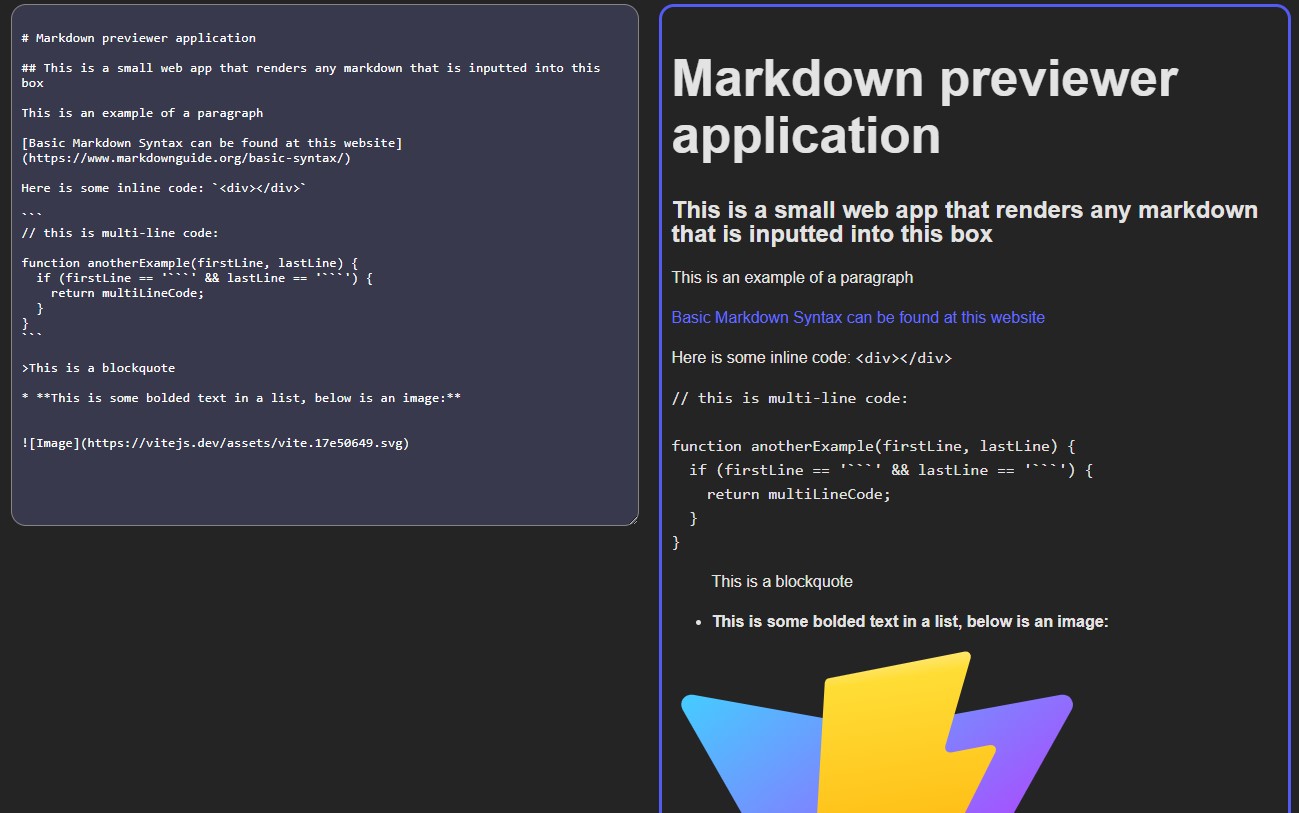 # Markdown previewer application
## This is a small web app that renders any markdown that is inputted into this
box
This is an example of a paragraph
[Basic Markdown Syntax can be found at this website]
(https://www.markdownguide.org/basic-syntax/)
Here is some inline code: `<div></div>`
```
// this is multi-line code:
function anotherExample(firstLine, lastLine) {
  if (firstLine == '```' && lastLine == '```') {
    return multiLineCode;
  }
}
```
>This is a blockquote
* **This is some bolded text in a list, below is an image:**
![Image](https://vitejs.dev/assets/vite.17e50649.svg)
Markdown previewer
application
This is a small web app that renders any markdown
that is inputted into this box
This is an example of a paragraph
Basic Markdown Syntax can be found at this website
Here is some inline code: <div></div>
// this is multi-line code:
function anotherExample(firstLine, lastLine) {
  if (firstLine == '```' && lastLine == '```') {
    return multiLineCode;
  }
}
This is a blockquote
• This is some bolded text in a list, below is an image: